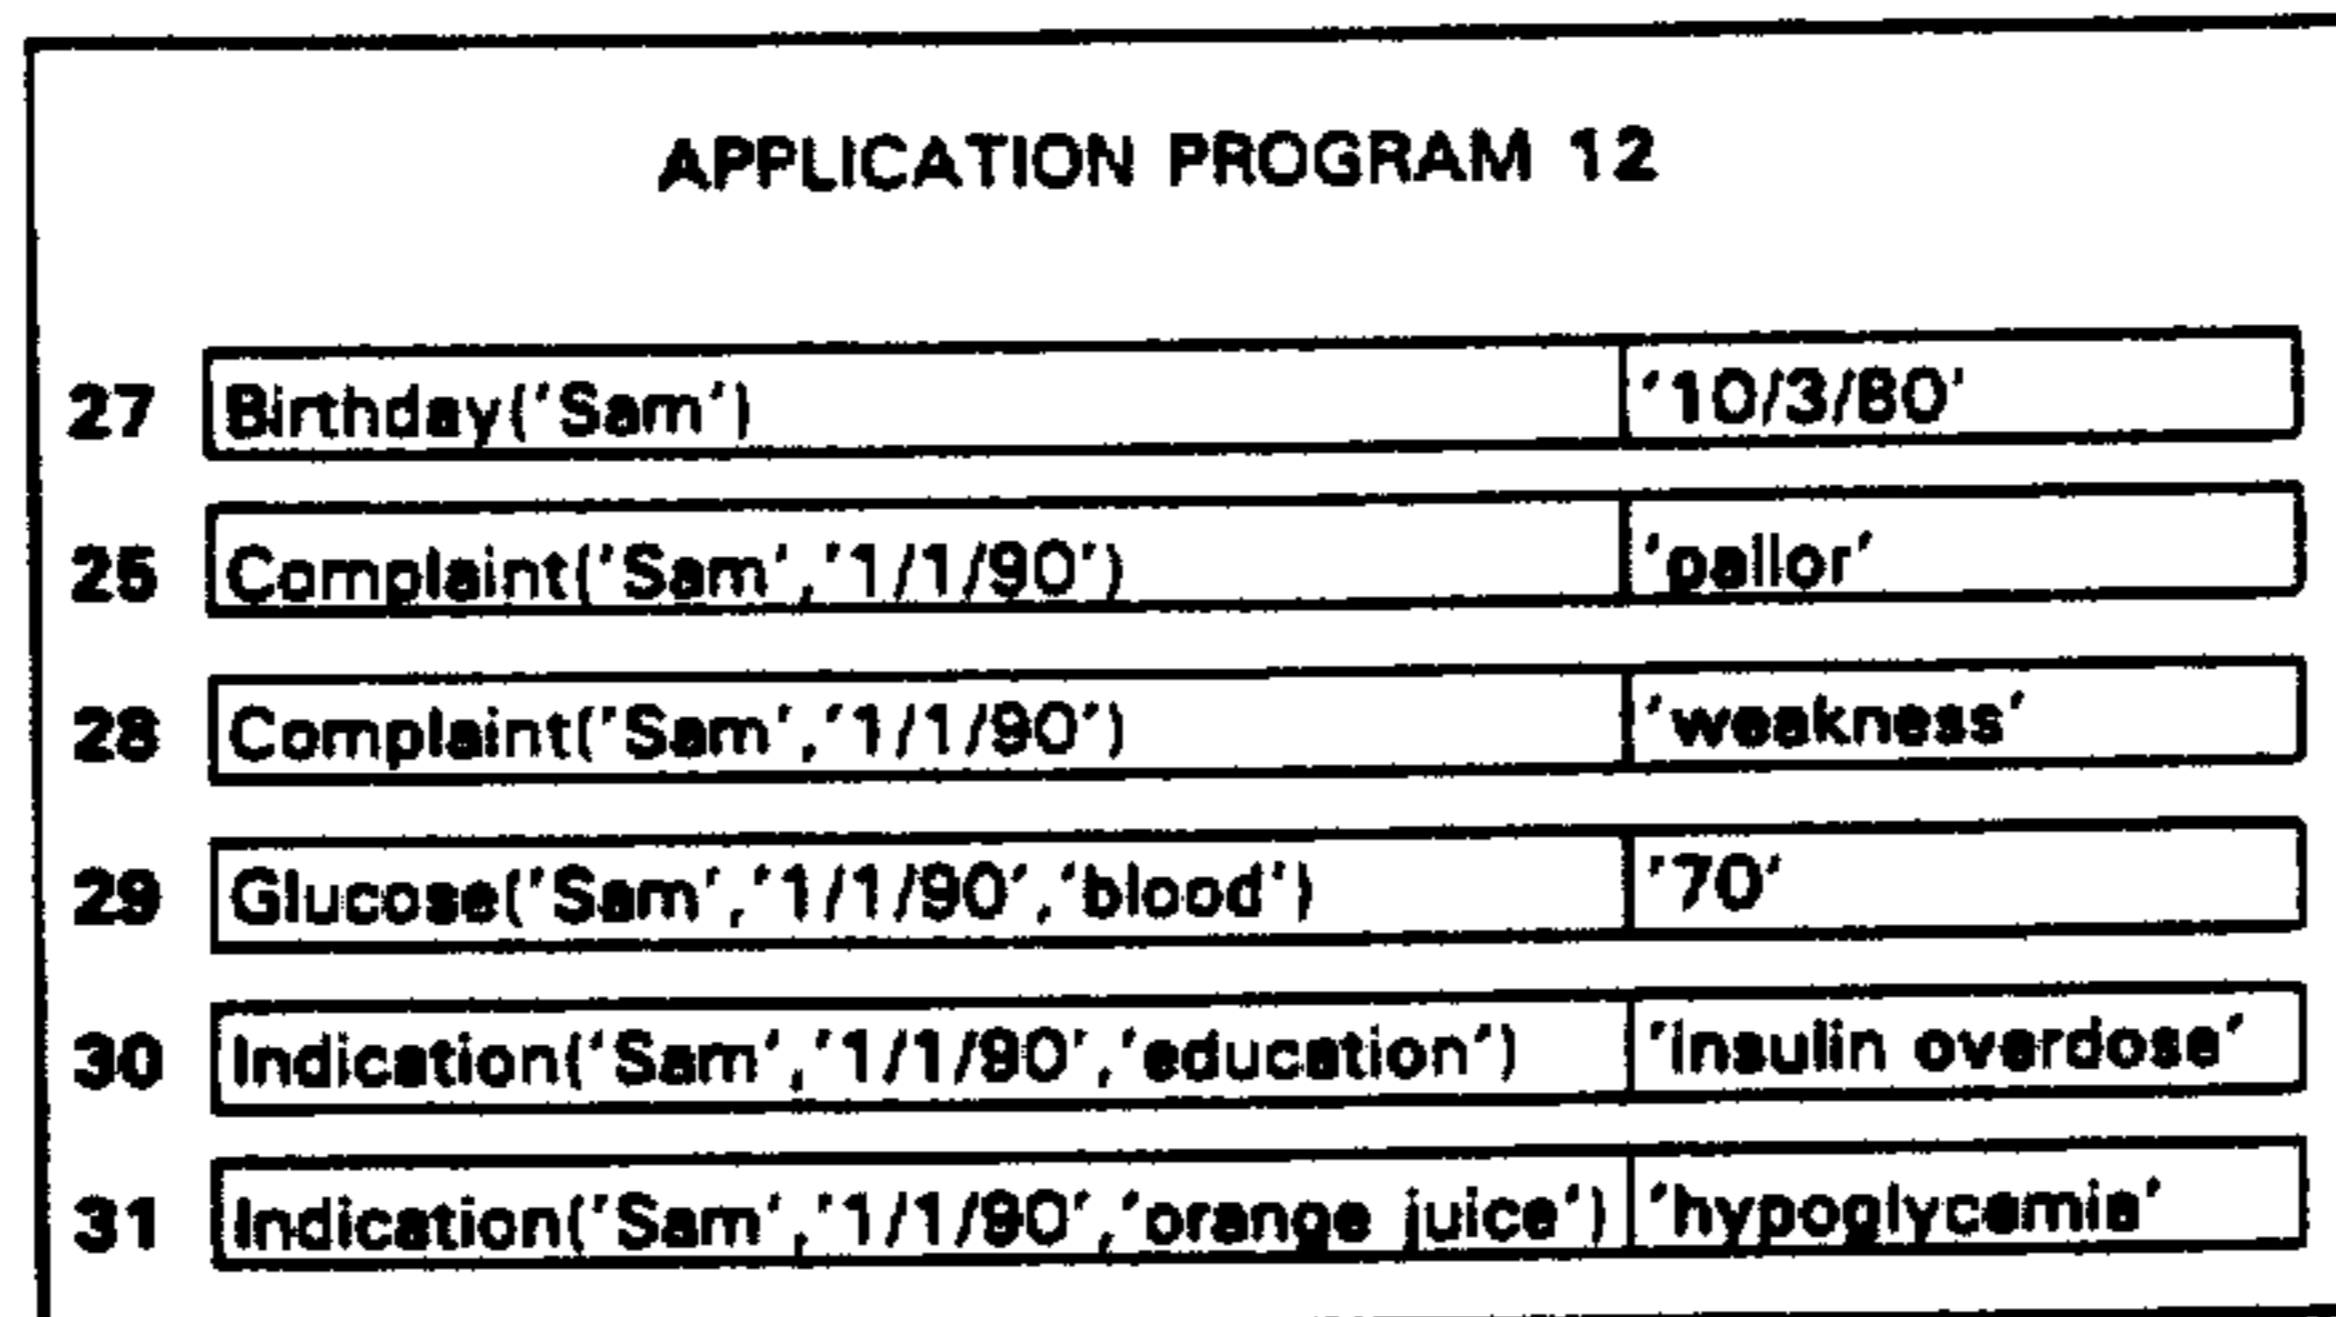 APPLICATION PROGRAM 12
27 Birthday('Sam') '10/3/80'
25 Complaint('Sam','1/1/90') 'pallor'
28 Complaint('Sam','1/1/90') 'weakness'
29 Glucose('Sam','1/1/90','blood') '70'
30 Indication('Sam','1/1/90','education') 'insulin overdose'
31 Indication('Sam','1/1/90','orange juice') 'hypoglycemia'